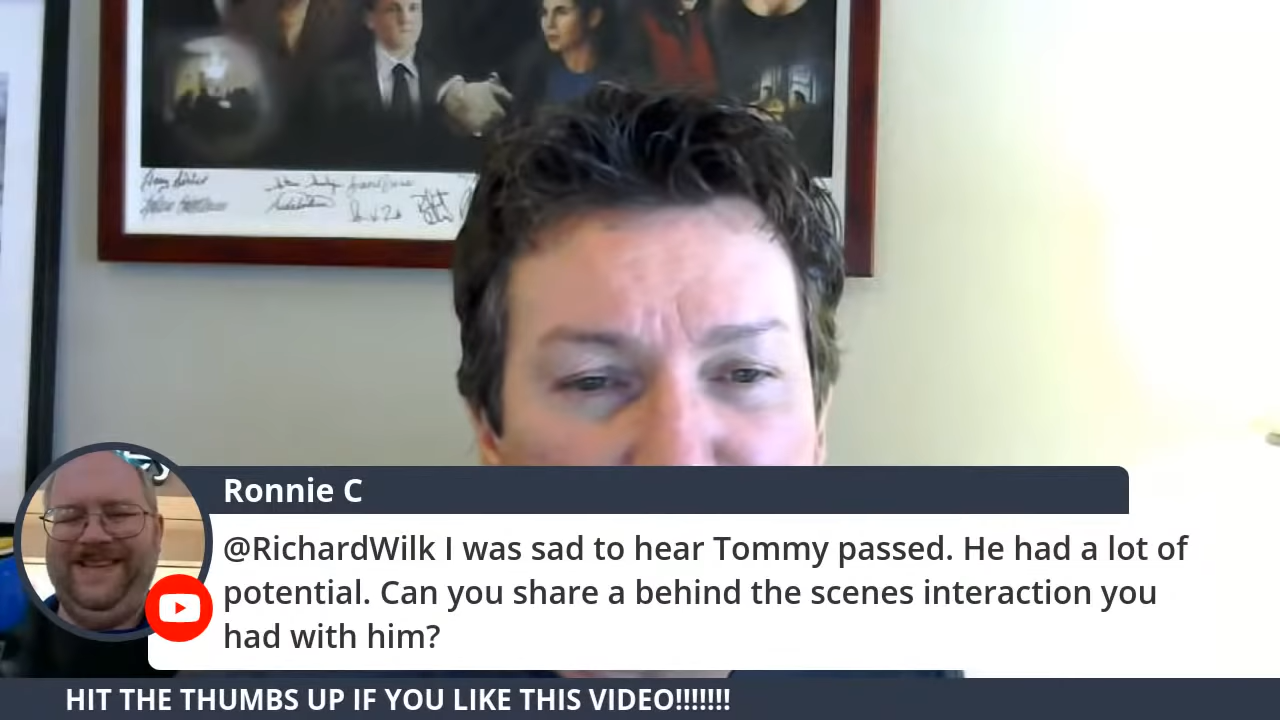 Ronnie C
@RichardWilk I was sad to hear Tommy passed. He had a lot of
potential. Can you share a behind the scenes interaction you
had with him?
HIT THE THUMBS UP IF YOU LIKE THIS VIDEO!!!!!!!